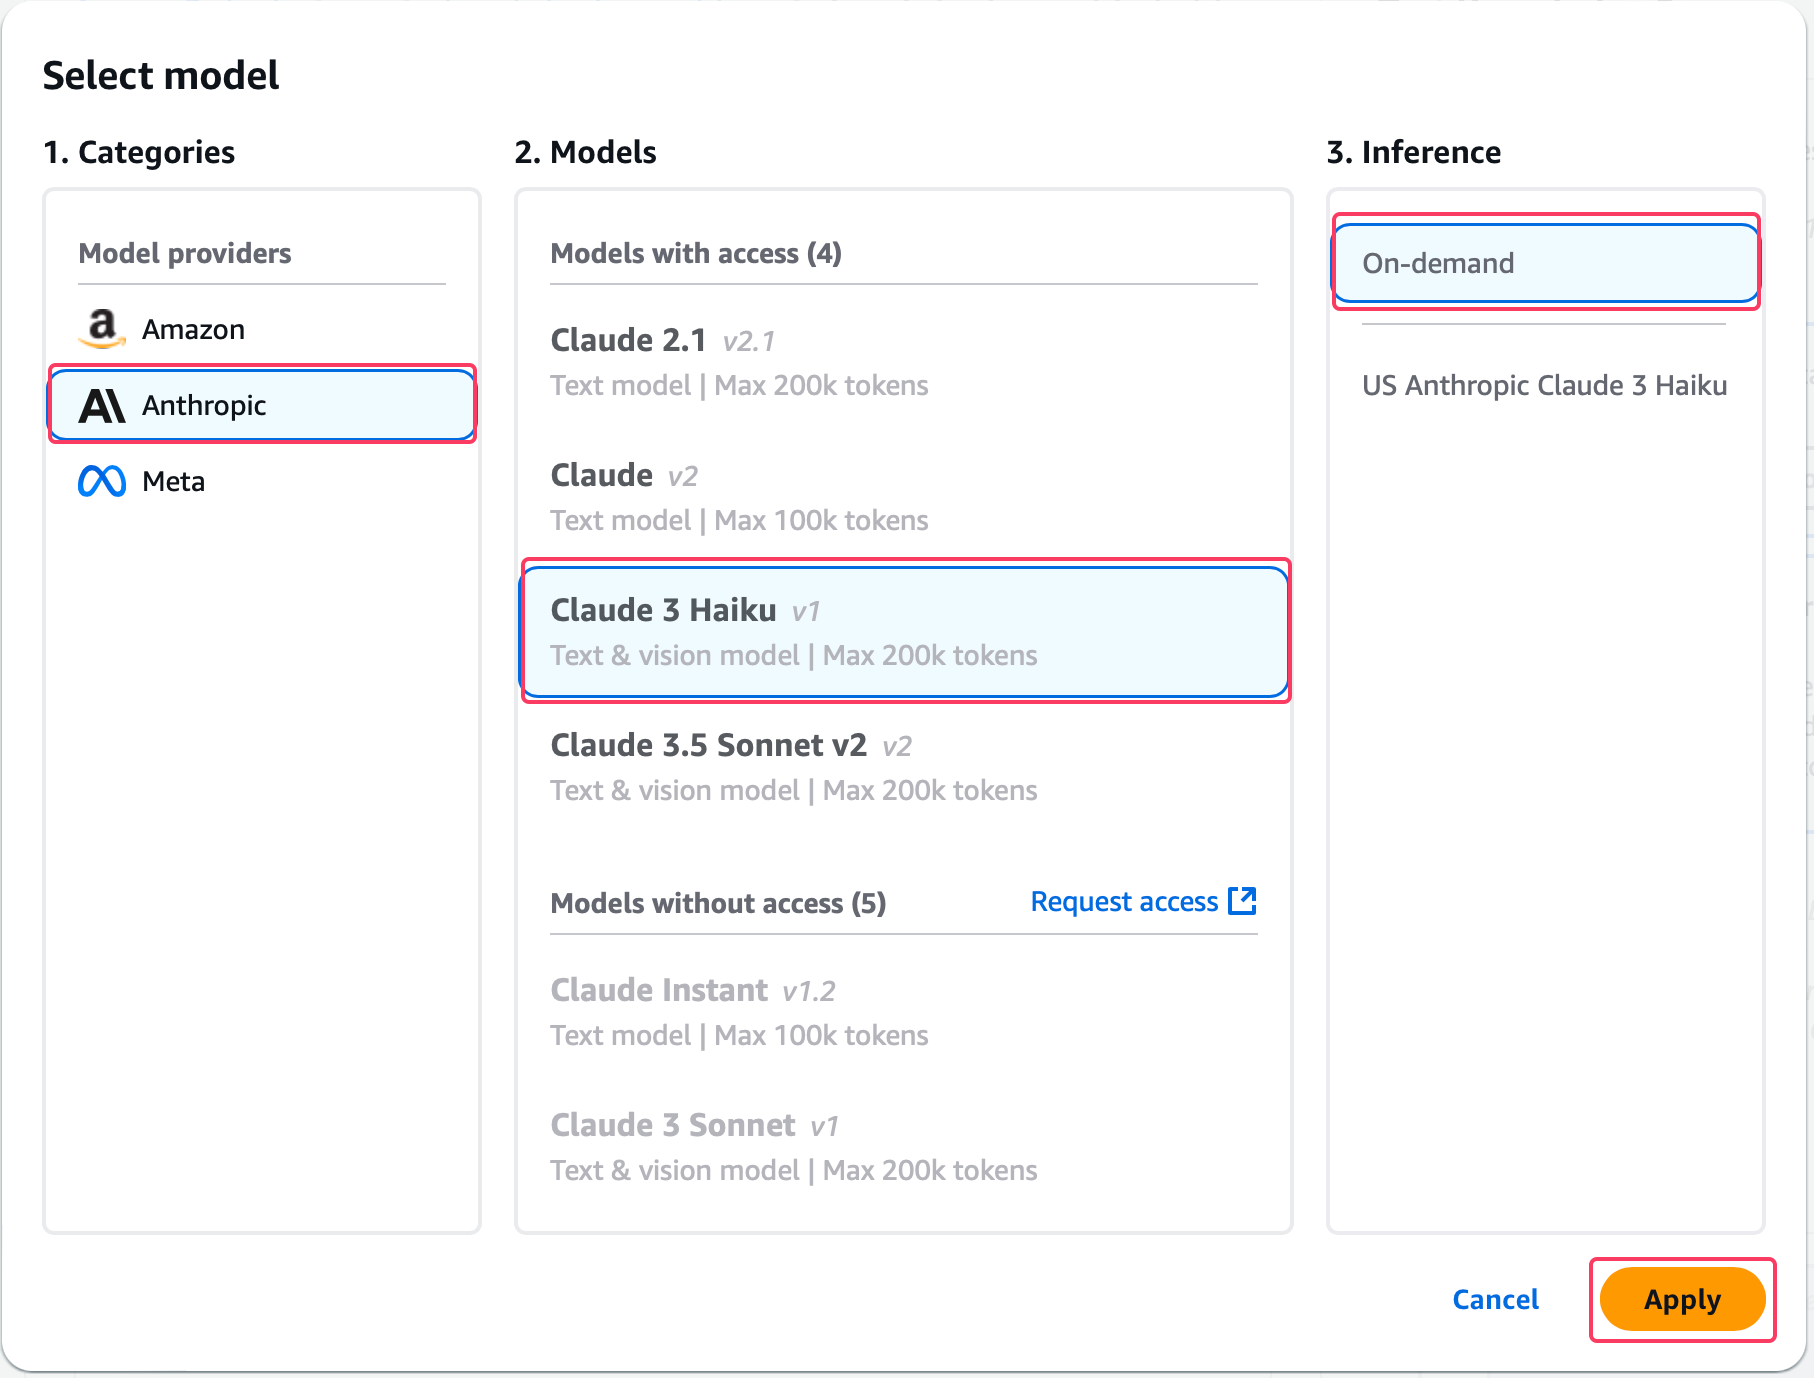 Select model
1. Categories
Model providers
Amazon
Anthropic
Meta
2. Models
Models with access (4)
Claude 2.1 v2.1
Text model | Max 200k tokens
Claude v2
Text model | Max 100k tokens
Claude 3 Haiku v1
Text & vision model | Max 200k tokens
Claude 3.5 Sonnet v2 v2
Text & vision model | Max 200k tokens
Models without access (5) Request access
Claude Instant v1.2
Text model | Max 100k tokens
Claude 3 Sonnet v1
Text & vision model | Max 200k tokens
3. Inference
On-demand
US Anthropic Claude 3 Haiku
Cancel Apply